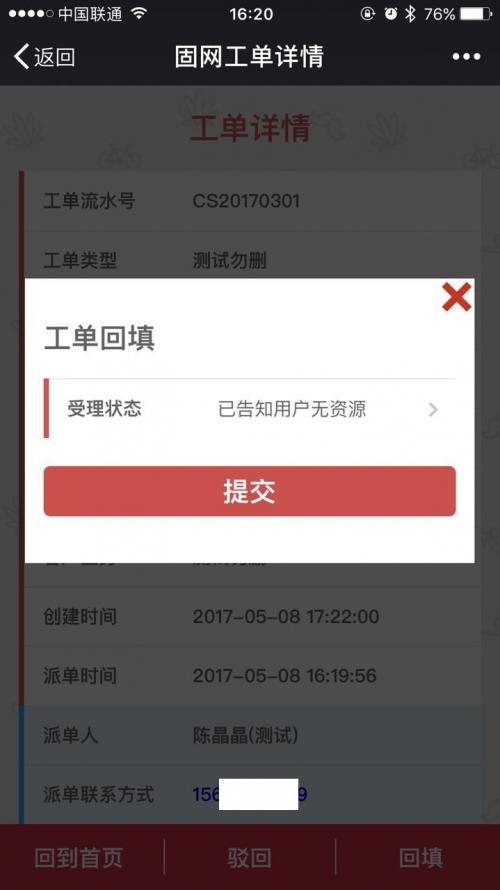 中国联通 16:20 76%
返回 固网工单详情
工单详情
工单流水号 CS20170301
工单类型 测试勿删
工单回填
受理状态 已告知用户无资源
提交
创建时间 2017-05-08 17:22:00
派单时间 2017-05-08 16:19:56
派单人 陈晶晶(测试)
派单联系方式 156 9
回到首页 驳回 回填